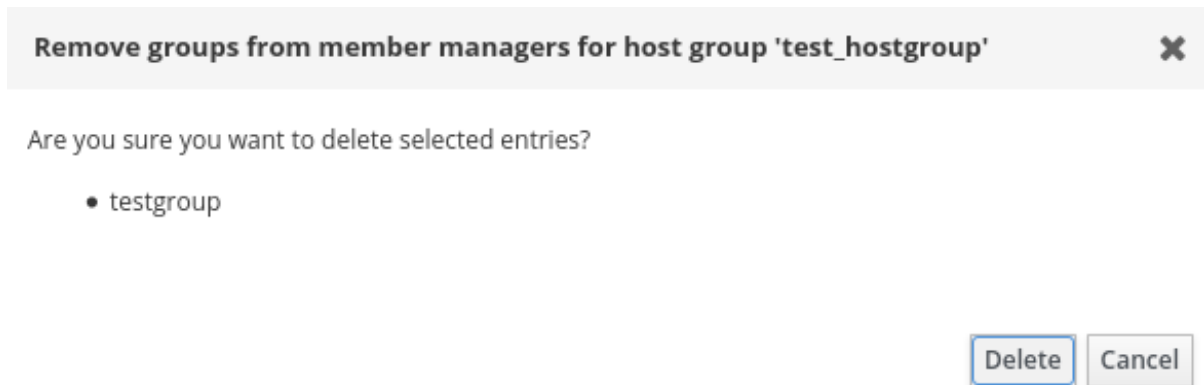 Remove groups from member managers for host group 'test_hostgroup'
Are you sure you want to delete selected entries?
testgroup
Delete Cancel